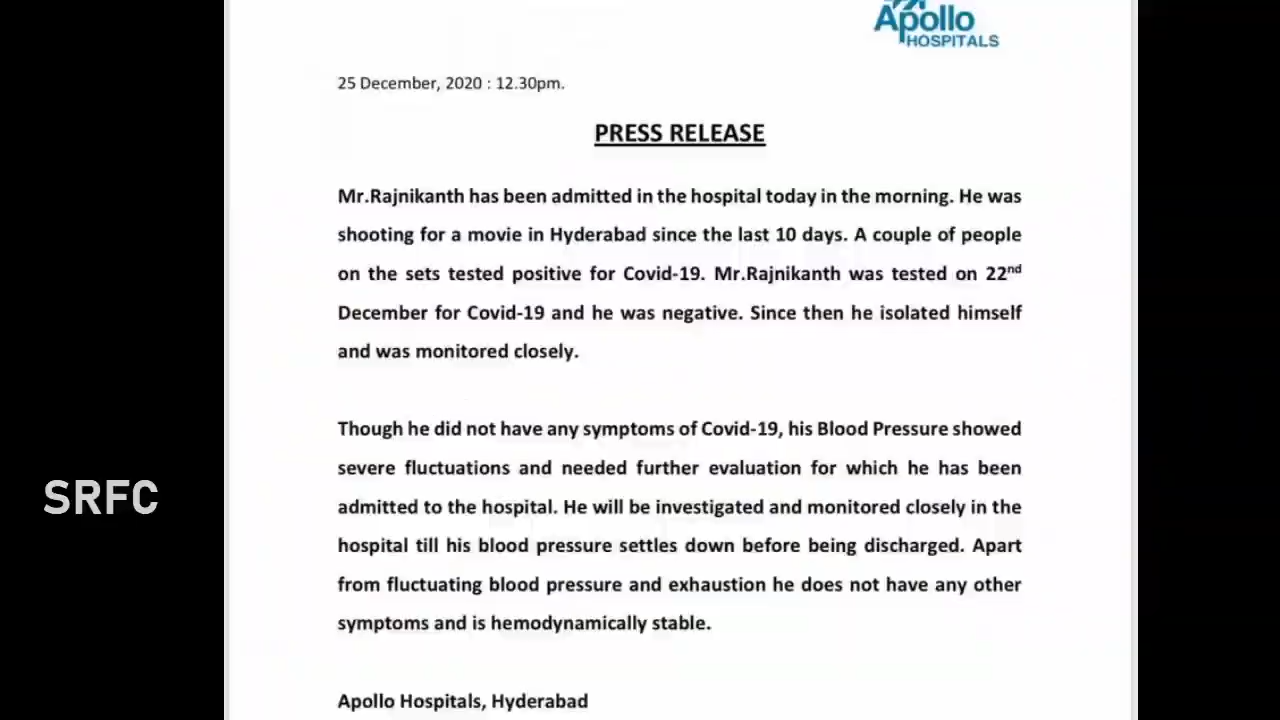 Apollo
HOSPITALS
25 December, 2020 : 12.30pm.
PRESS RELEASE
Mr.Rajnikanth has been admitted in the hospital today in the morning. He was
shooting for a movie in Hyderabad since the last 10 days. A couple of people
on the sets tested positive for Covid-19. Mr.Rajnikanth was tested on 22nd
December for Covid-19 and he was negative. Since then he isolated himself
and was monitored closely.
Though he did not have any symptoms of Covid-19, his Blood Pressure showed
severe fluctuations and needed further evaluation for which he has been
admitted to the hospital. He will be investigated and monitored closely in the
hospital till his blood pressure settles down before being discharged. Apart
from fluctuating blood pressure and exhaustion he does not have any other
symptoms and is hemodynamically stable.
Apollo Hospitals, Hyderabad
SRFC